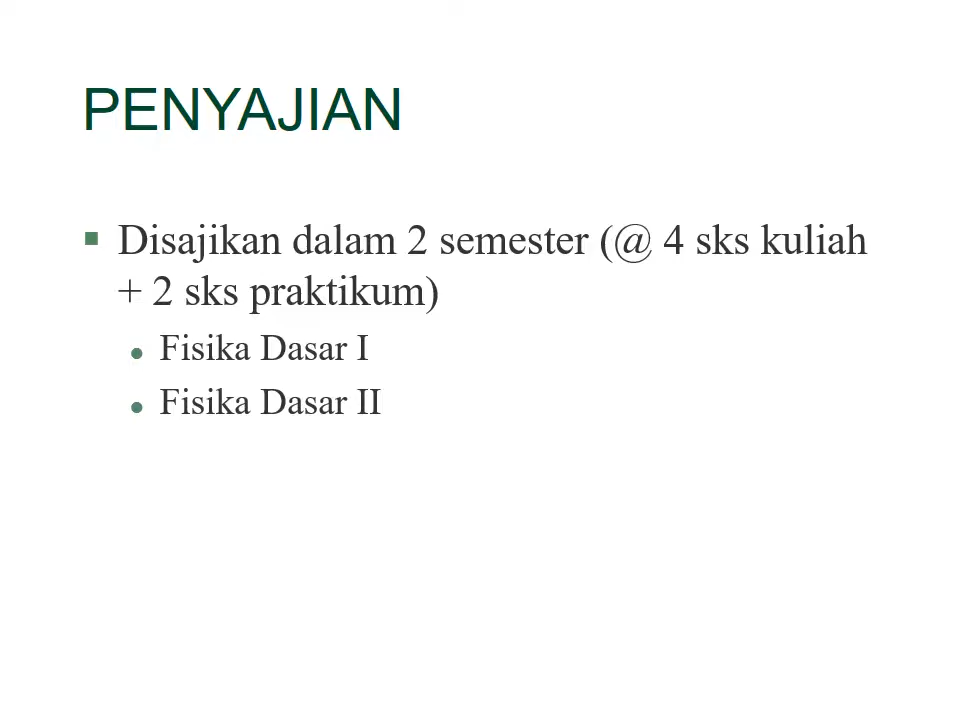 PENYAJIAN
Disajikan dalam 2 semester (@ 4 sks kuliah
+ 2 sks praktikum)
Fisika Dasar I
Fisika Dasar II